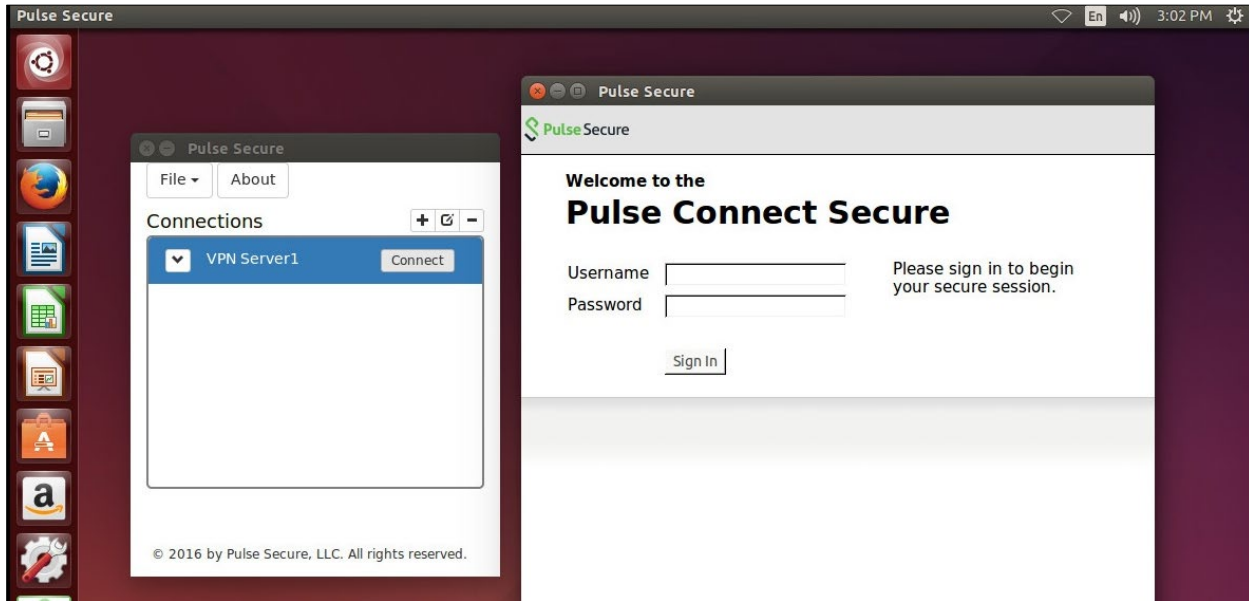 Pulse Secure
En
3:02 PM
Pulse Secure
File
About
Connections
VPN Server1
Connect
© 2016 by Pulse Secure, LLC. All rights reserved.
Pulse Secure
Pulse Secure
Welcome to the
Pulse Connect Secure
Username
Password
Please sign in to begin
your secure session.
Sign In
a